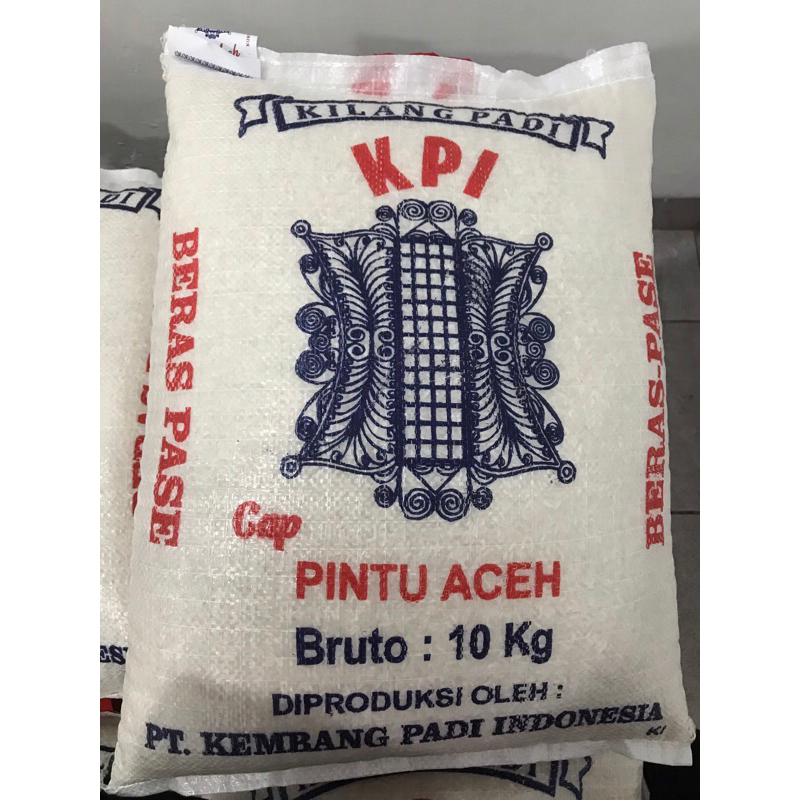 KILANG PADI
KPI
BERAS PASE
BERAS-PASE
Cap
PINTU ACEH
Bruto : 10 Kg
DIPRODUKSI OLEH :
PT. KEMBANG PADI INDONESIA
KI